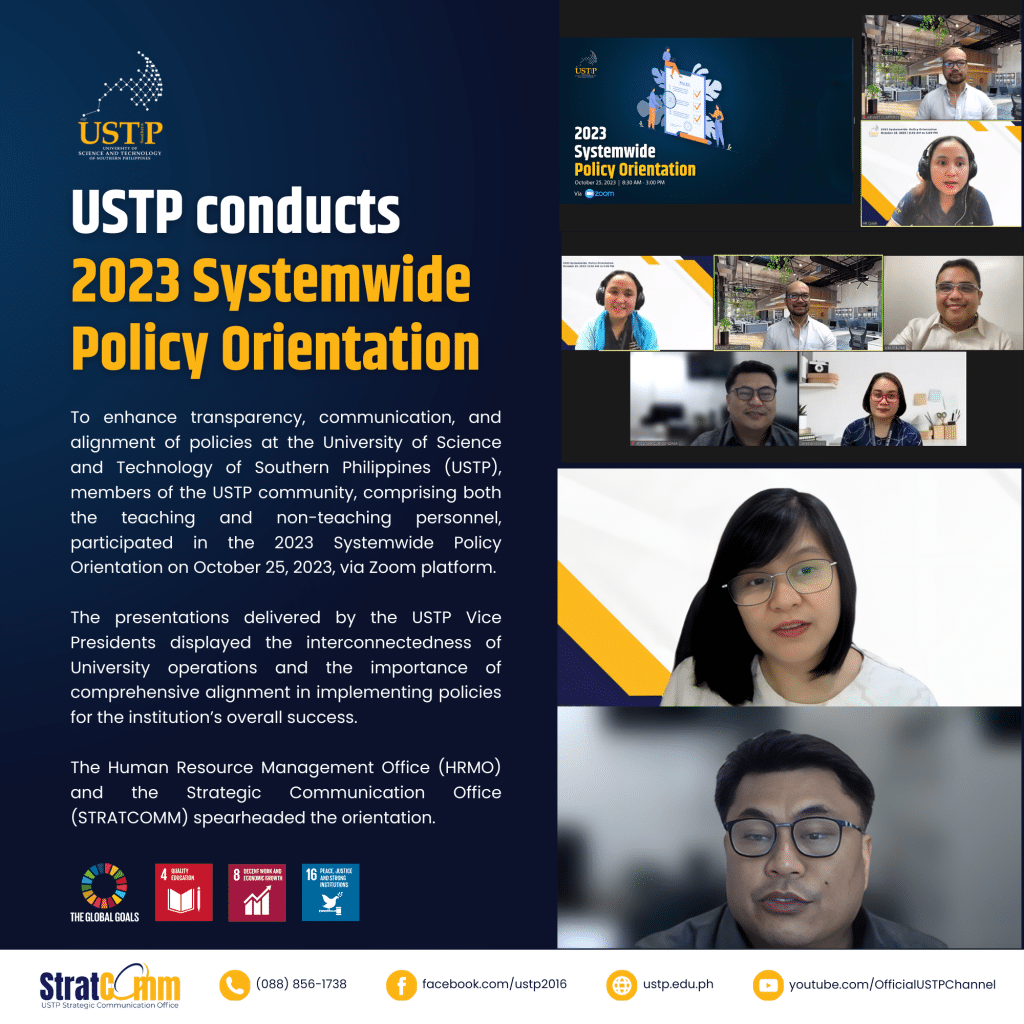 USTP
UNIVERSITY OF
SCIENCE AND TECHNOLOGY
OF SOUTHERN PHILIPPINES
USTP conducts
2023 Systemwide
Policy Orientation
To enhance transparency, communication, and
alignment of policies at the University of Science
and Technology of Southern Philippines (USTP),
members of the USTP community, comprising both
the teaching and non-teaching personnel,
participated in the 2023 Systemwide Policy
Orientation on October 25, 2023, via Zoom platform.
The presentations delivered by the USTP Vice
Presidents displayed the interconnectedness of
University operations and the importance of
comprehensive alignment in implementing policies
for the institution's overall success.
The Human Resource Management Office (HRMO)
and the Strategic Communication Office
(STRATCOMM) spearheaded the orientation.
THE GLOBAL GOALS
4 QUALITY
EDUCATION
8 DECENT WORK AND
ECONOMIC GROWTH
16 PEACE, JUSTICE
AND STRONG
INSTITUTIONS
USTP
2023
Systemwide
Policy Orientation
October 25, 2023 | 8:30 AM - 3:00 PM
Via zoom
2023 Systemwide Policy Orientation
StratComm
USTP Strategic Communication Office
(088) 856-1738
facebook.com/ustp2016
ustp.edu.ph
youtube.com/OfficialUSTPChannel